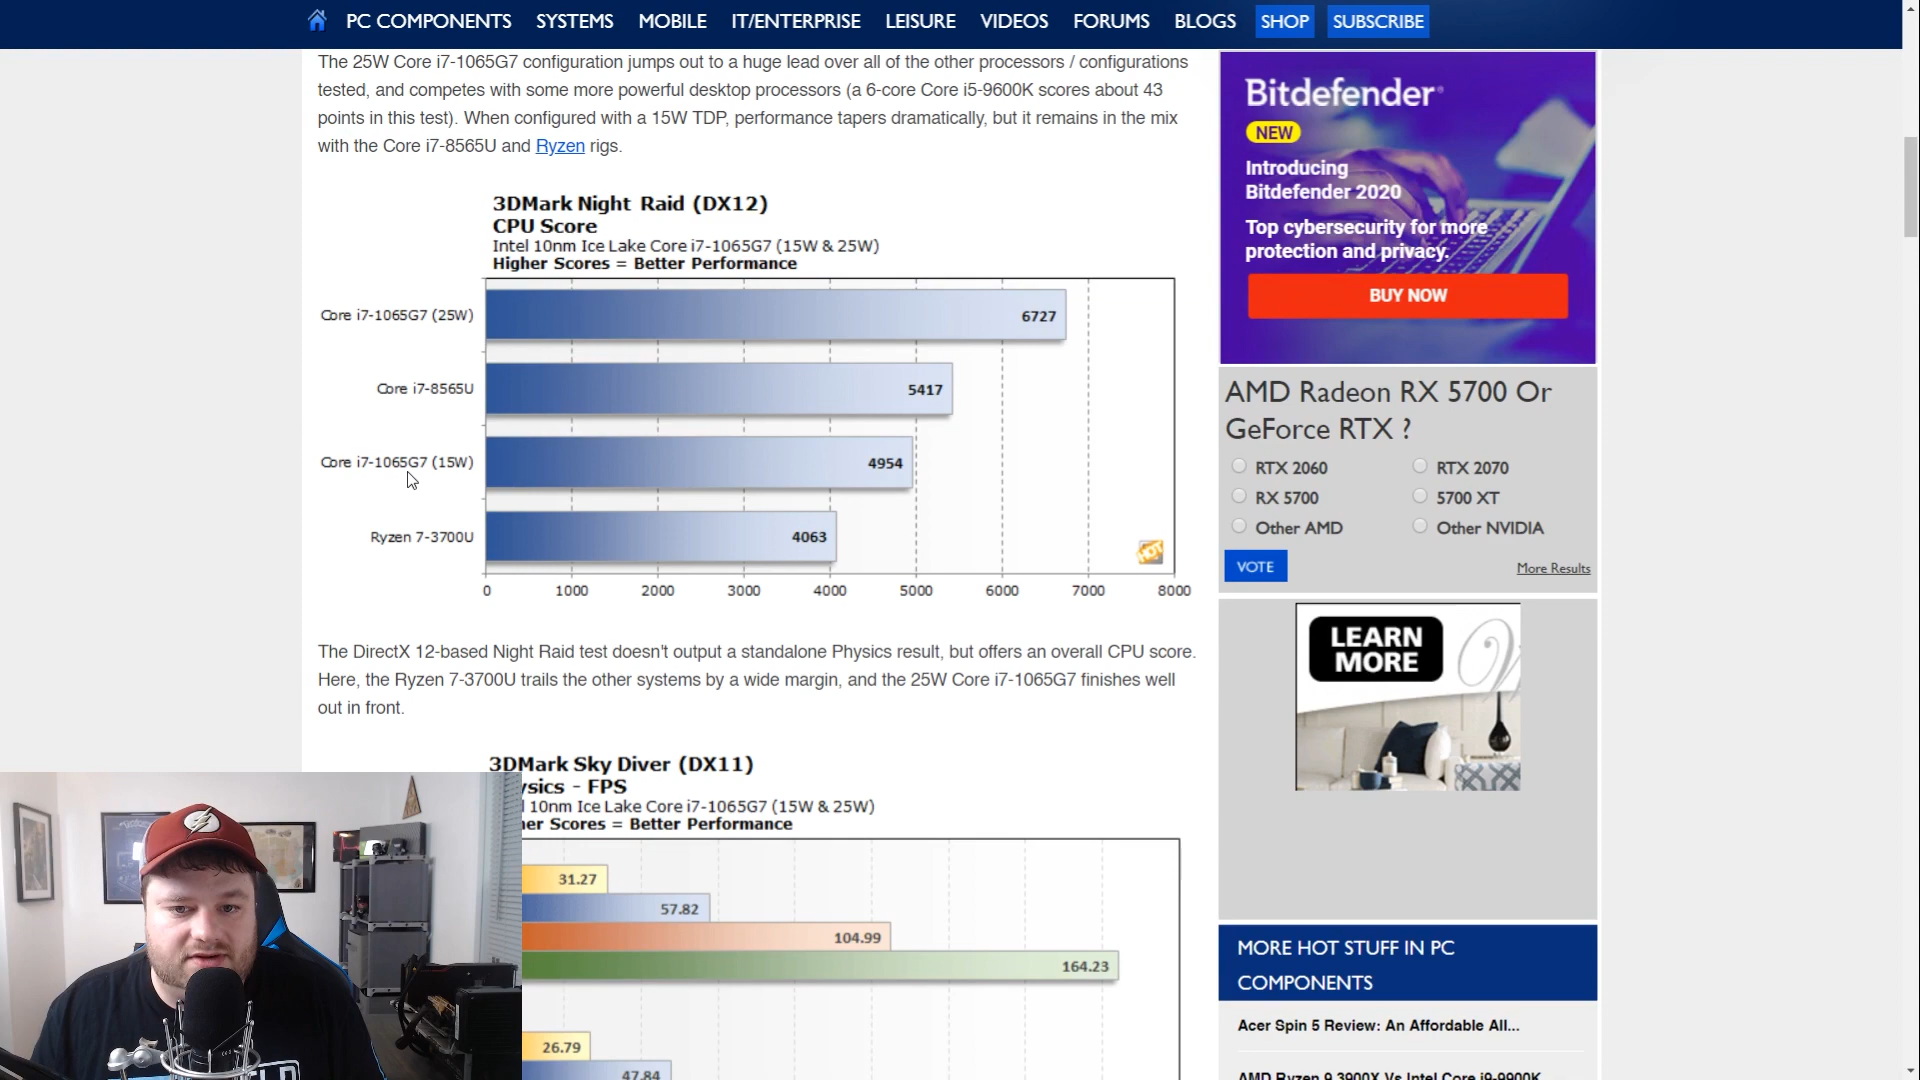 PC COMPONENTS SYSTEMS MOBILE IT/ENTERPRISE LEISURE VIDEOS FORUMS BLOGS SHOP SUBSCRIBE
The 25W Core i7-1065G7 configuration jumps out to a huge lead over all of the other processors / configurations
tested, and competes with some more powerful desktop processors (a 6-core Core i5-9600K scores about 43
points in this test). When configured with a 15W TDP, performance tapers dramatically, but it remains in the mix
with the Core i7-8565U and Ryzen rigs.
3DMark Night Raid (DX12)
CPU Score
Intel 10nm Ice Lake Core i7-1065G7 (15W & 25W)
Higher Scores = Better Performance
Core i7-1065G7 (25W) 6727
Core i7-8565U 5417
Core i7-1065G7 (15W) 4954
Ryzen 7-3700U 4063
HOT
0 1000 2000 3000 4000 5000 6000 7000 8000
The DirectX 12-based Night Raid test doesn't output a standalone Physics result, but offers an overall CPU score.
Here, the Ryzen 7-3700U trails the other systems by a wide margin, and the 25W Core i7-1065G7 finishes well
out in front.
3DMark Sky Diver (DX11)
ysics - FPS
l 10nm Ice Lake Core i7-1065G7 (15W & 25W)
her Scores = Better Performance
31.27
57.82
104.99
164.23
26.79
47.84
Bitdefender
NEW
Introducing
Bitdefender 2020
Top cybersecurity for more
protection and privacy.
BUY NOW
AMD Radeon RX 5700 Or
GeForce RTX ?
RTX 2060 RTX 2070
RX 5700 5700 XT
Other AMD Other NVIDIA
VOTE More Results
LEARN
MORE
MORE HOT STUFF IN PC
COMPONENTS
Acer Spin 5 Review: An Affordable All...
AMD Ryzen 9 3900X Vs Intel Core i9-9900K